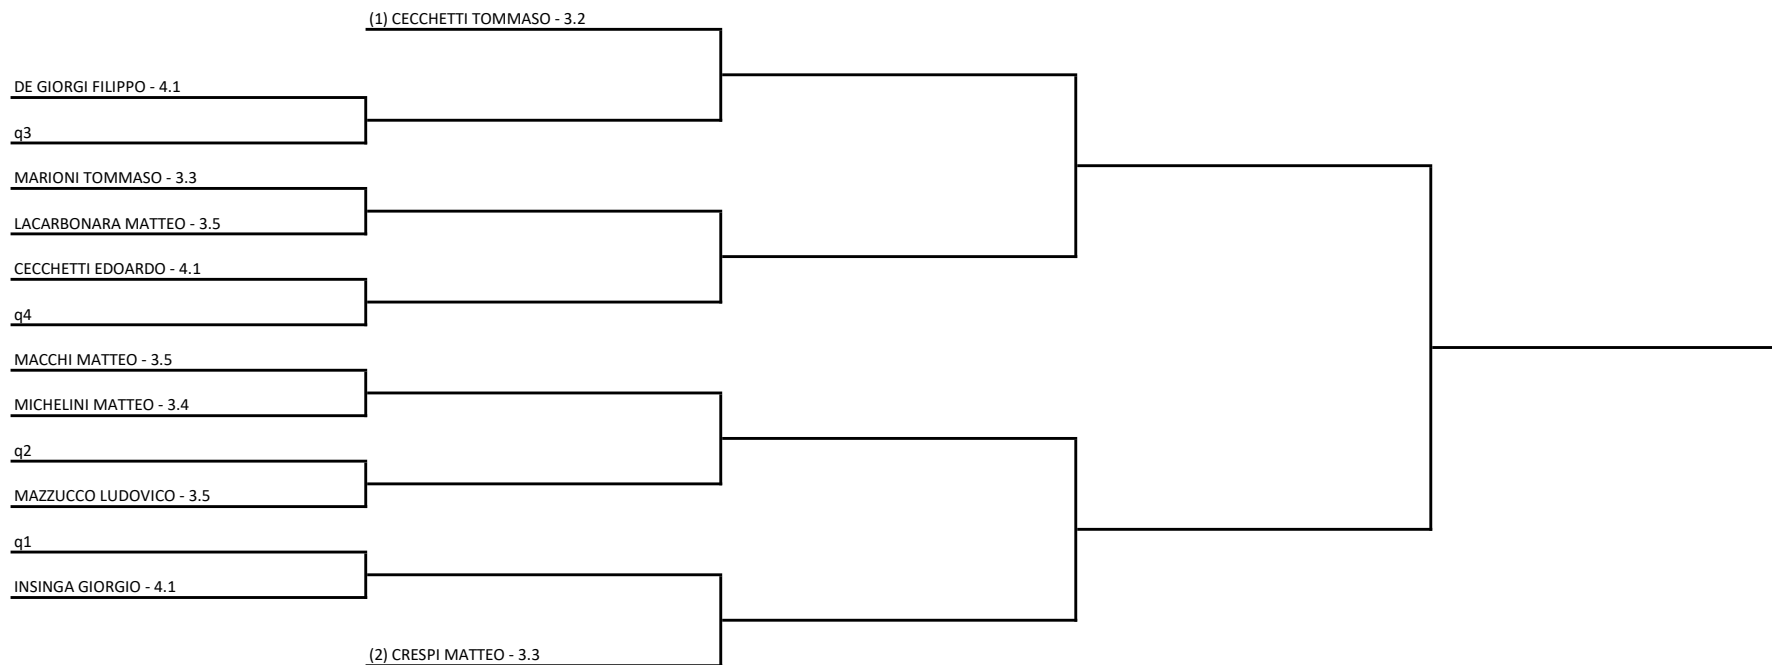 (1) CECCHETTI TOMMASO - 3.2
DE GIORGI FILIPPO - 4.1
q3
MARIONI TOMMASO - 3.3
LACARBONARA MATTEO - 3.5
CECCHETTI EDOARDO - 4.1
q4
MACCHI MATTEO - 3.5
MICHELINI MATTEO - 3.4
q2
MAZZUCCO LUDOVICO - 3.5
q1
INSINGA GIORGIO - 4.1
(2) CRESPI MATTEO - 3.3